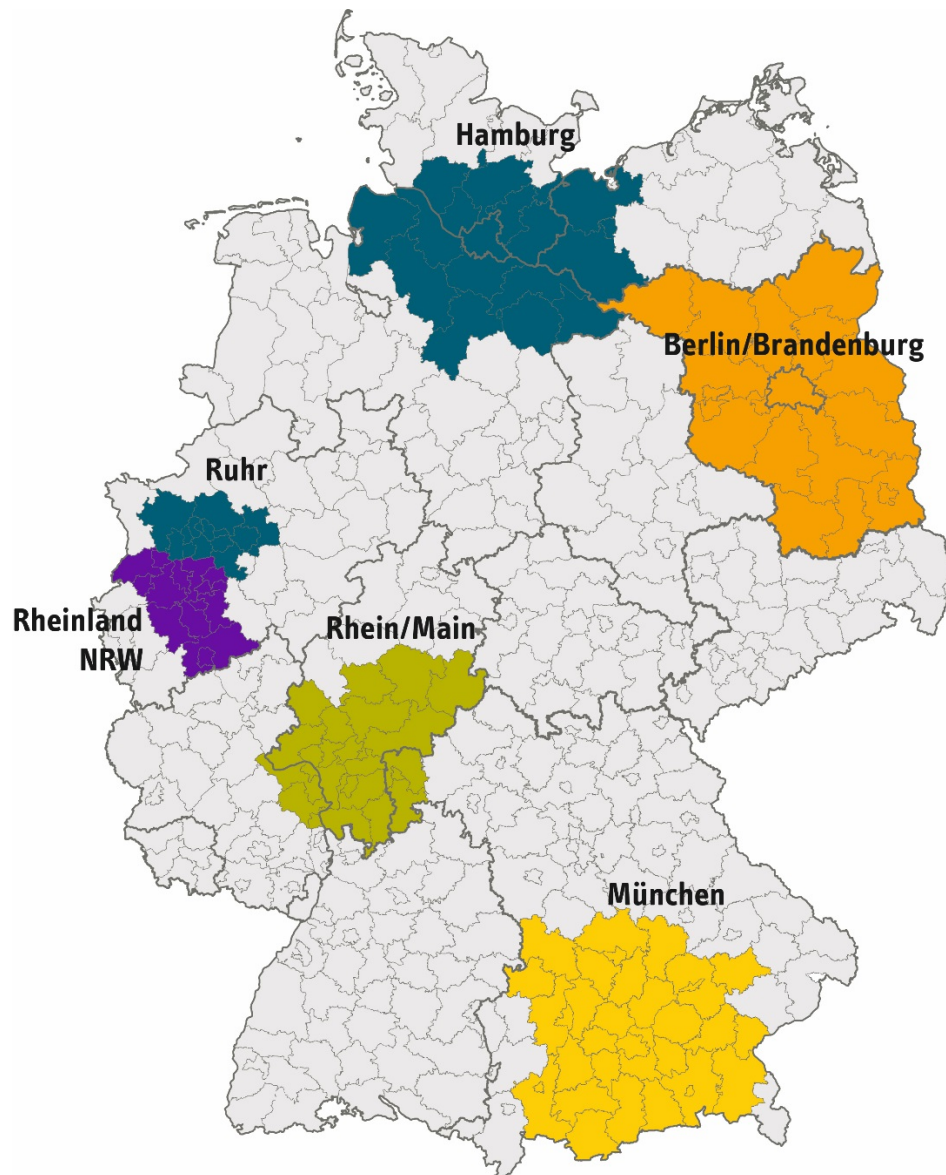 Hamburg
Berlin/Brandenburg
Ruhr
Rheinland
NRW
Rhein/Main
München